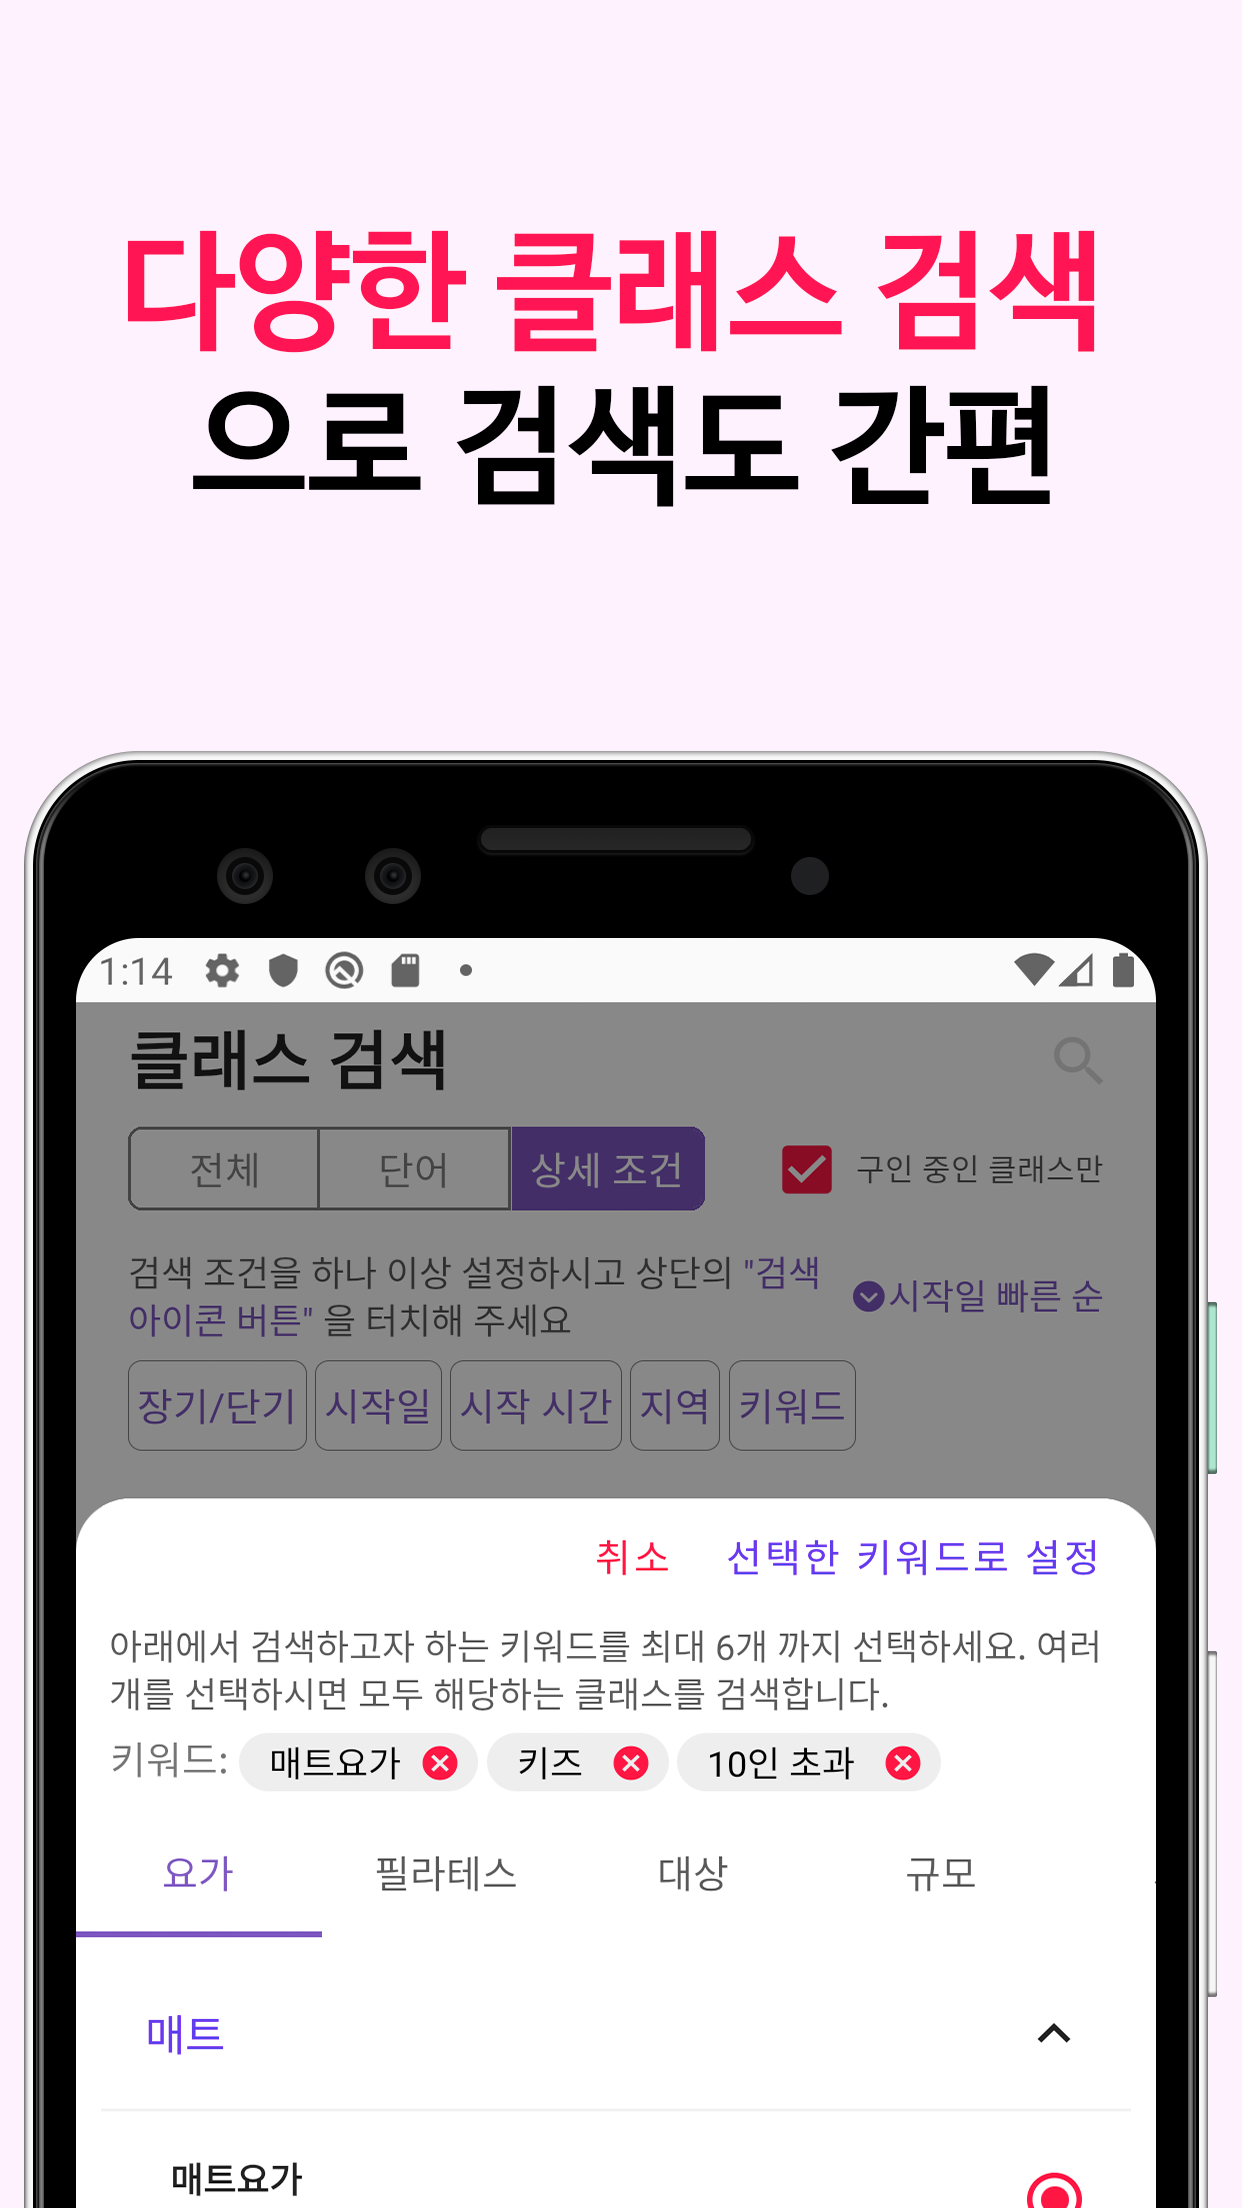 다양한 클래스 검색
으로 검색도 간편
1:14
클래스 검색
전체 단어 상세 조건 구인 중인 클래스만
검색 조건을 하나 이상 설정하시고 상단의 "검색
아이콘 버튼" 을 터치해 주세요
시작일 빠른 순
장기/단기 시작일 시작 시간 지역 키워드
취소 선택한 키워드로 설정
아래에서 검색하고자 하는 키워드를 최대 6개 까지 선택하세요. 여러
개를 선택하시면 모두 해당하는 클래스를 검색합니다.
키워드: 매트요가 키즈 10인 초과
요가 필라테스 대상 규모
매트
매트요가